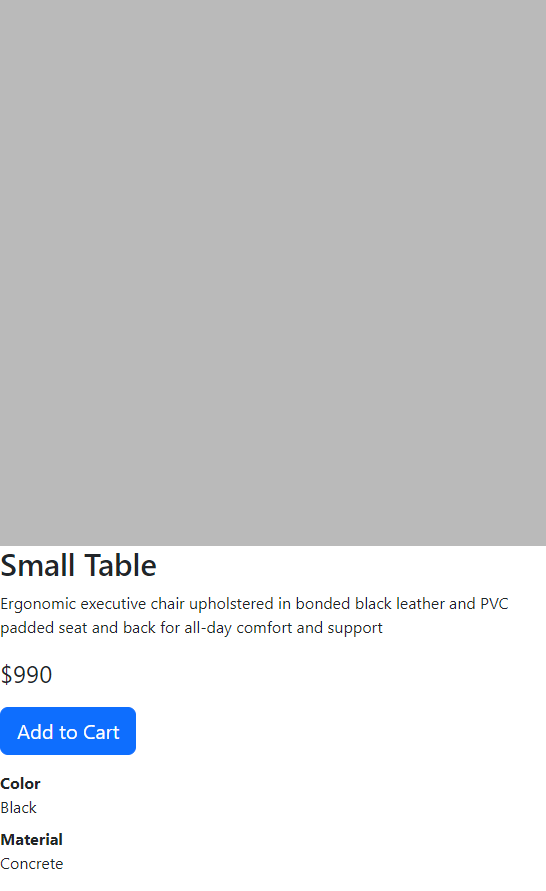 Small Table
Ergonomic executive chair upholstered in bonded black leather and PVC
padded seat and back for all-day comfort and support
$990
Add to Cart
Color
Black
Material
Concrete